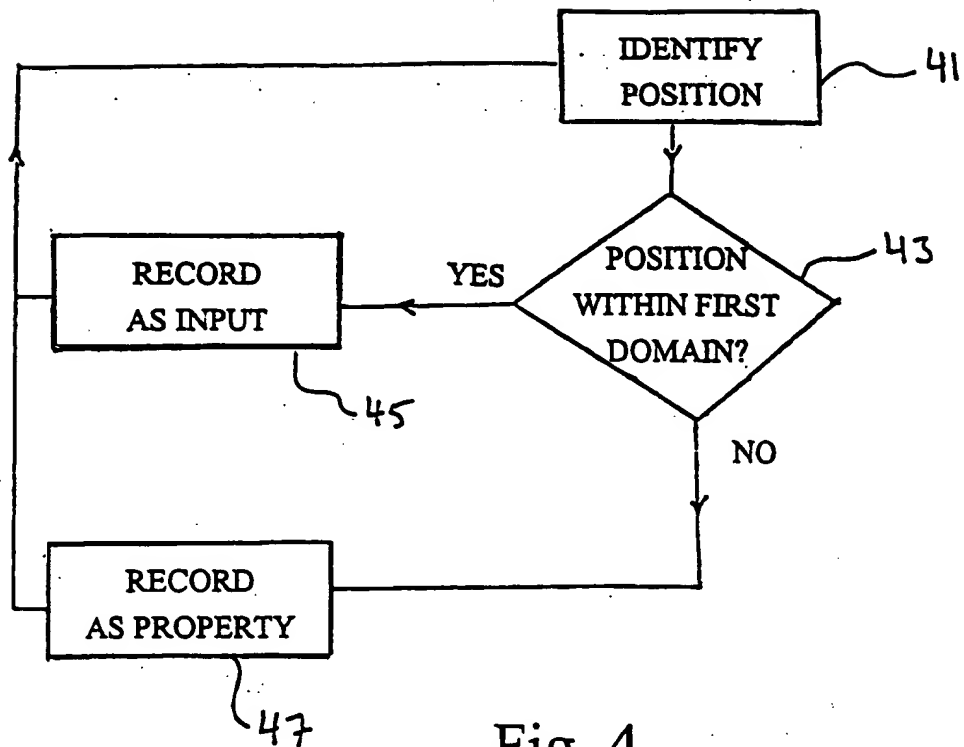 IDENTIFY
POSITION
41
POSITION
WITHIN FIRST
DOMAIN?
43
YES
RECORD
AS INPUT
45
NO
RECORD
AS PROPERTY
47
Fig. 4